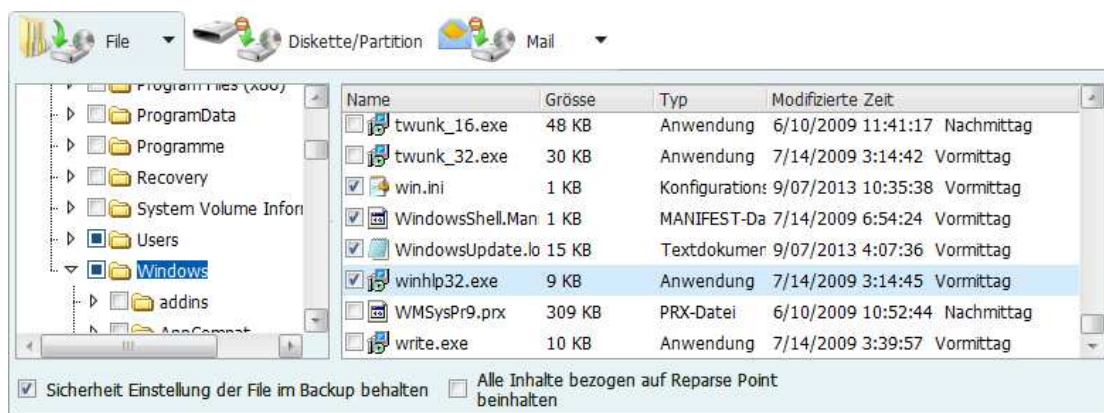 File Diskette/Partition Mail
Program Files (x86)
ProgramData
Programme
Recovery
System Volume Infor
Users
Windows
addins
AppCompat
Name Grösse Typ Modifizierte Zeit
twunk_16.exe 48 KB Anwendung 6/10/2009 11:41:17 Nachmittag
twunk_32.exe 30 KB Anwendung 7/14/2009 3:14:42 Vormittag
win.ini 1 KB Konfigurations 9/07/2013 10:35:38 Vormittag
WindowsShell.Man 1 KB MANIFEST-Da 7/14/2009 6:54:24 Vormittag
WindowsUpdate.lo 15 KB Textdokumen 9/07/2013 4:07:36 Vormittag
winhlp32.exe 9 KB Anwendung 7/14/2009 3:14:45 Vormittag
WMSysPr9.prx 309 KB PRX-Datei 6/10/2009 10:52:44 Nachmittag
write.exe 10 KB Anwendung 7/14/2009 3:39:57 Vormittag
Sicherheit Einstellung der File im Backup behalten
Alle Inhalte bezogen auf Reparse Point
beinhalten